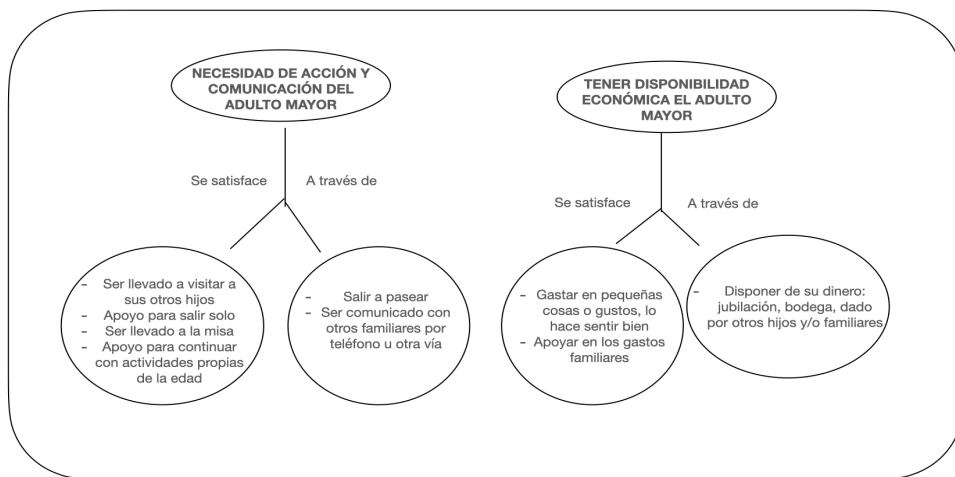 NECESIDAD DE ACCIÓN Y
COMUNICACIÓN DEL
ADULTO MAYOR
Se satisface
A través de
- Ser llevado a visitar a
sus otros hijos
- Apoyo para salir solo
- Ser llevado a la misa
- Apoyo para continuar
con actividades propias
de la edad
- Salir a pasear
- Ser comunicado con
otros familiares por
teléfono u otra vía
TENER DISPONIBILIDAD
ECONÓMICA EL ADULTO
MAYOR
Se satisface
A través de
- Gastar en pequeñas
cosas o gustos, lo
hace sentir bien
- Apoyar en los gastos
familiares
- Disponer de su dinero:
jubilación, bodega, dado
por otros hijos y/o familiares